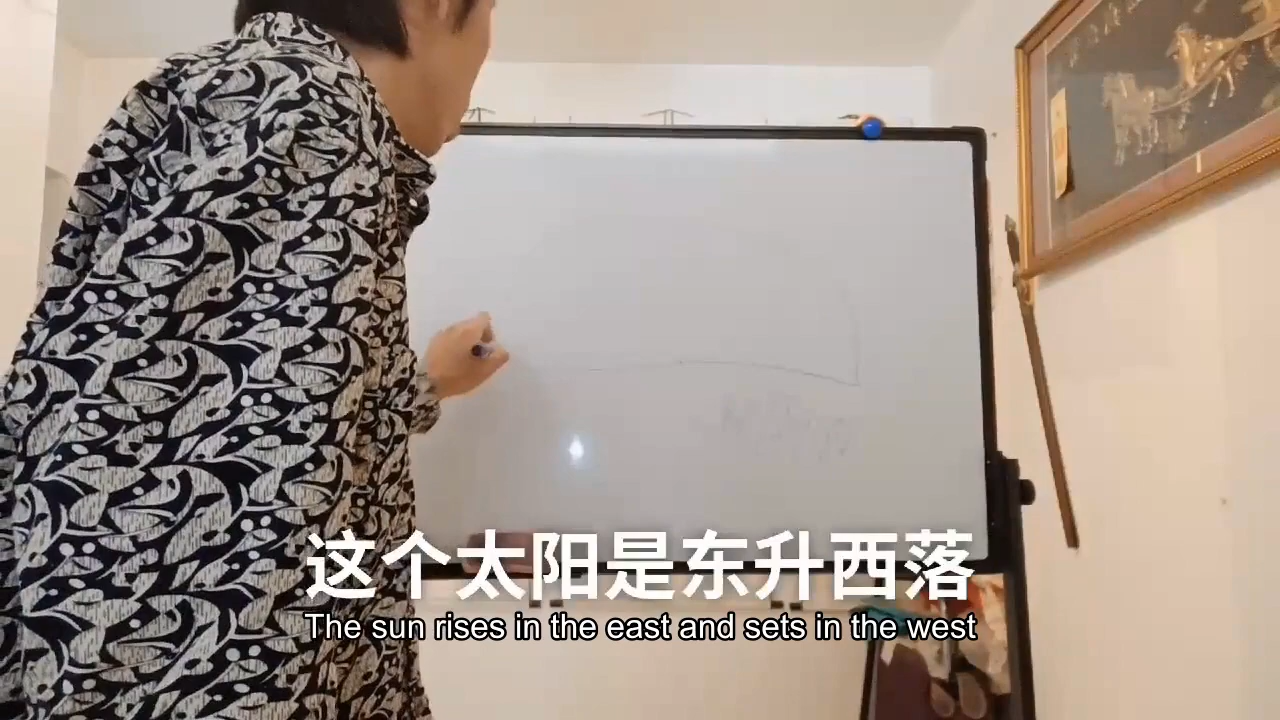 这个太阳是东升西落
The sun rises in the east and sets in the west